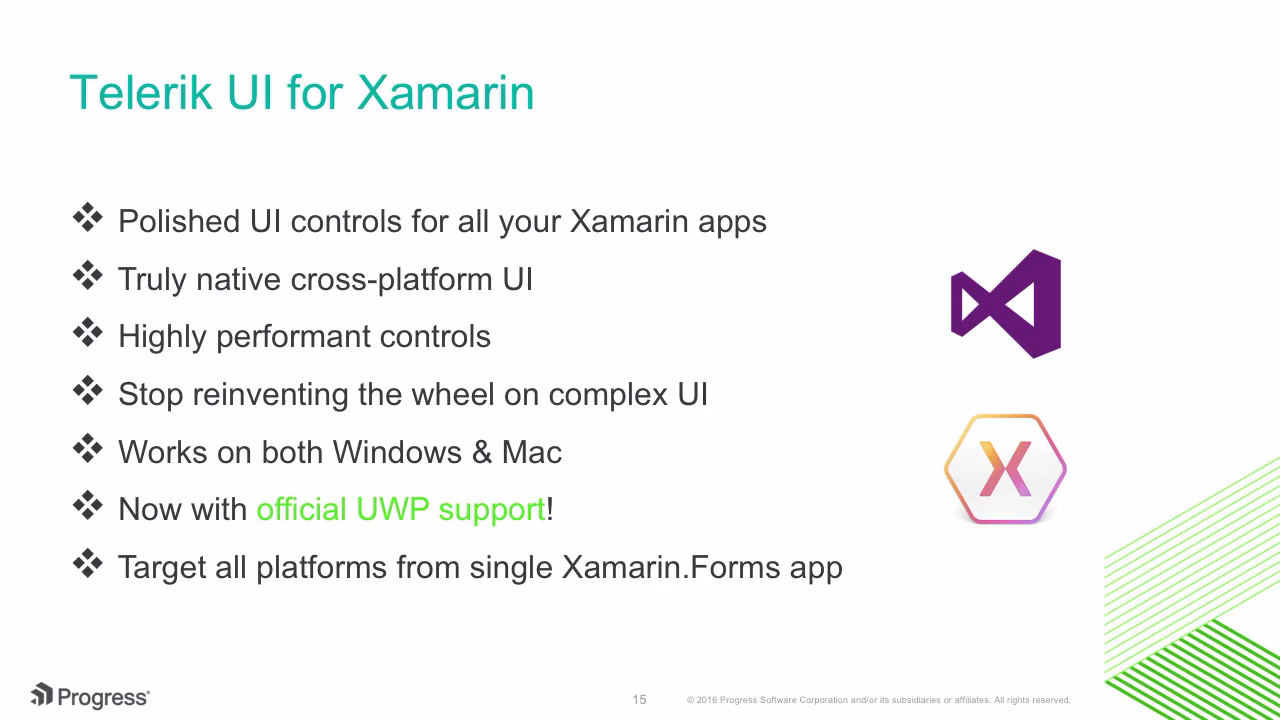 Telerik UI for Xamarin
❖ Polished UI controls for all your Xamarin apps
❖ Truly native cross-platform UI
❖ Highly performant controls
❖ Stop reinventing the wheel on complex UI
❖ Works on both Windows & Mac
❖ Now with official UWP support!
❖ Target all platforms from single Xamarin.Forms app
Progress
15
© 2016 Progress Software Corporation and/or its subsidiaries or affiliates. All rights reserved.